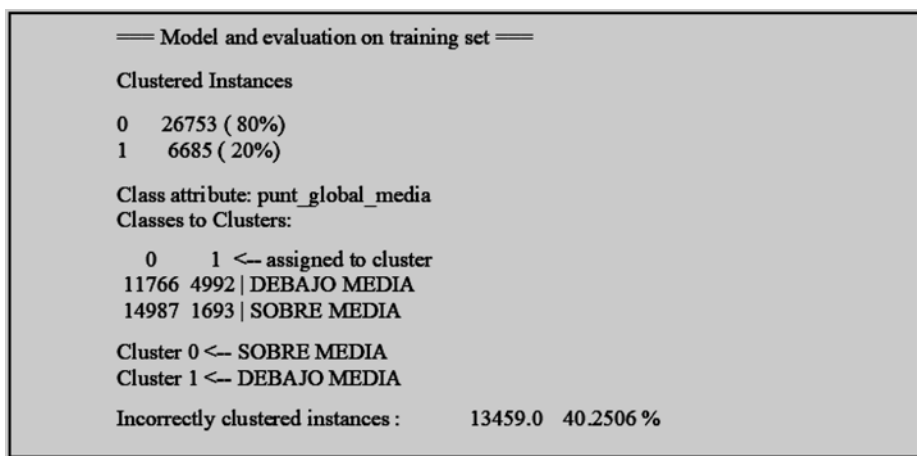 === Model and evaluation on training set ===
Clustered Instances
0 26753 ( 80%)
1 6685 ( 20%)
Class attribute: punt_global_media
Classes to Clusters:
0 1 <-- assigned to cluster
11766 4992 | DEBAJO MEDIA
14987 1693 | SOBRE MEDIA
Cluster 0 <-- SOBRE MEDIA
Cluster 1 <-- DEBAJO MEDIA
Incorrectly clustered instances : 13459.0 40.2506 %